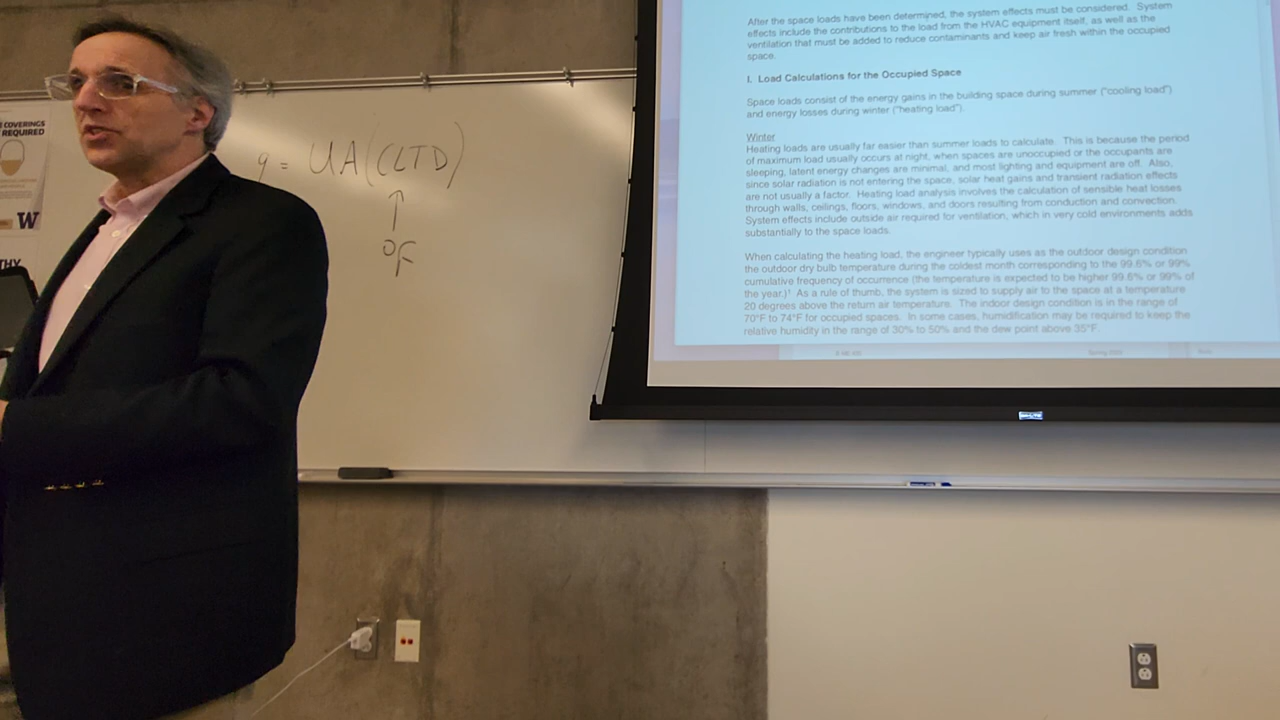 COVERINGS
REQUIRED
W
THY
q = UA(CLTD)
↑
°F
After the space loads have been determined, the system effects must be considered. System
effects include the contributions to the load from the HVAC equipment itself, as well as the
ventilation that must be added to reduce contaminants and keep air fresh within the occupied
space.
I. Load Calculations for the Occupied Space
Space loads consist of the energy gains in the building space during summer ("cooling load")
and energy losses during winter ("heating load").
Winter
Heating loads are usually far easier than summer loads to calculate. This is because the period
of maximum load usually occurs at night, when spaces are unoccupied or the occupants are
sleeping, latent energy changes are minimal, and most lighting and equipment are off. Also,
since solar radiation is not entering the space, solar heat gains and transient radiation effects
are not usually a factor. Heating load analysis involves the calculation of sensible heat losses
through walls, ceilings, floors, windows, and doors resulting from conduction and convection.
System effects include outside air required for ventilation, which in very cold environments adds
substantially to the space loads.
When calculating the heating load, the engineer typically uses as the outdoor design condition
the outdoor dry bulb temperature during the coldest month corresponding to the 99.6% or 99%
cumulative frequency of occurrence (the temperature is expected to be higher 99.6% or 99% of
the year.)¹ As a rule of thumb, the system is sized to supply air to the space at a temperature
20 degrees above the return air temperature. The indoor design condition is in the range of
70°F to 74°F for occupied spaces. In some cases, humidification may be required to keep the
relative humidity in the range of 30% to 50% and the dew point above 35°F.